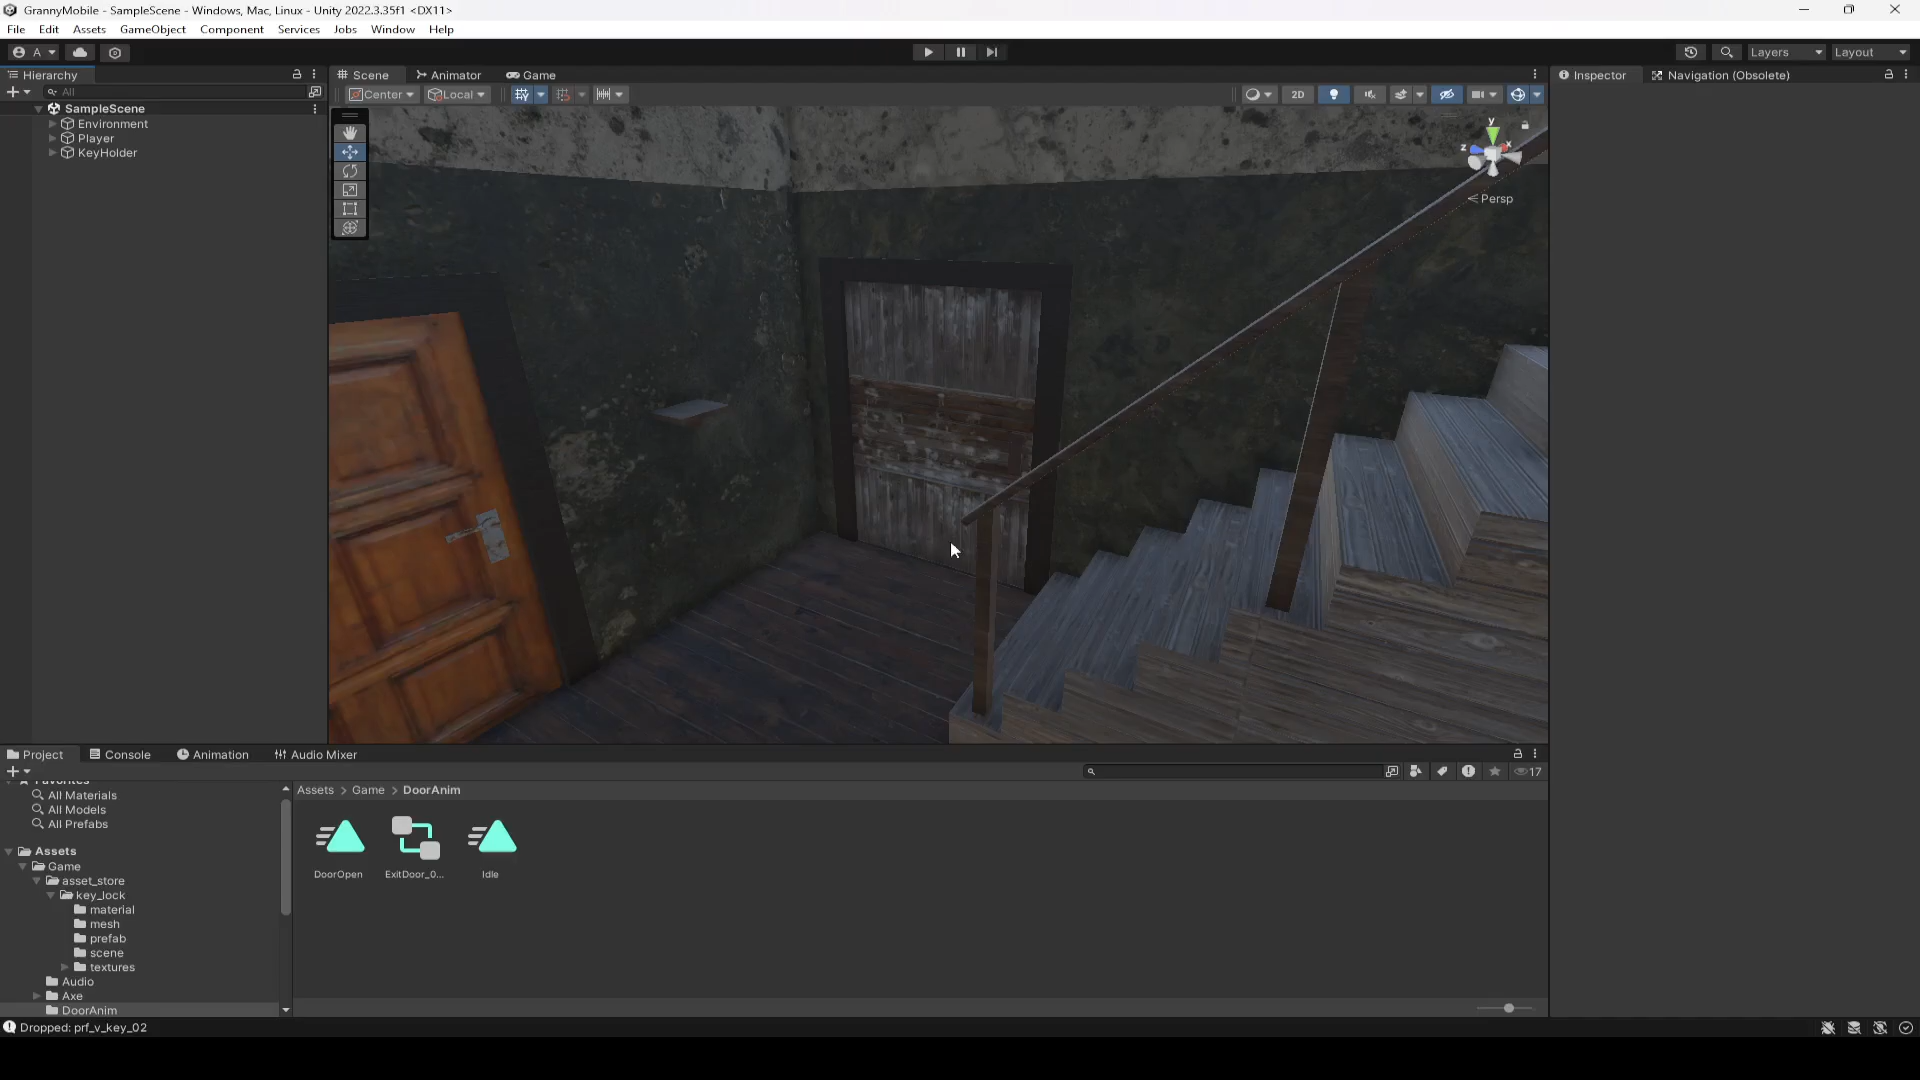 GrannyMobile - SampleScene - Windows, Mac, Linux - Unity 2022.3.35f1 <DX11>
File Edit Assets GameObject Component Services Jobs Window Help
A
Layers
Layout
Hierarchy
Scene
Animator
Game
Inspector
Navigation (Obsolete)
All
Center
Local
2D
SampleScene
Environment
Player
KeyHolder
y
z
x
Persp
Project
Console
Animation
Audio Mixer
17
Favorites
All Materials
All Models
All Prefabs
Assets
Game
asset_store
key_lock
material
mesh
prefab
scene
textures
Audio
Axe
DoorAnim
Assets > Game > DoorAnim
DoorOpen
ExitDoor_0...
Idle
Dropped: prf_v_key_02